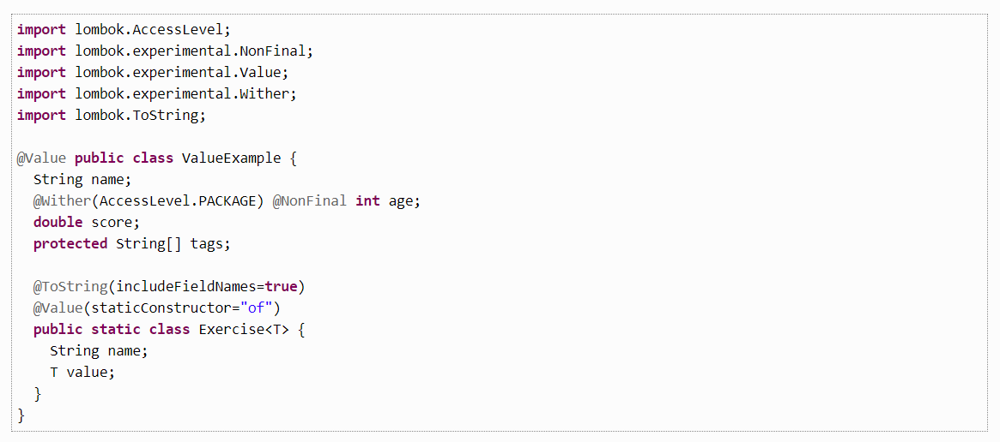 import lombok.AccessLevel;
import lombok.experimental.NonFinal;
import lombok.experimental.Value;
import lombok.experimental.Wither;
import lombok.ToString;

@Value public class ValueExample {
  String name;
  @Wither(AccessLevel.PACKAGE) @NonFinal int age;
  double score;
  protected String[] tags;

  @ToString(includeFieldNames=true)
  @Value(staticConstructor="of")
  public static class Exercise<T> {
    String name;
    T value;
  }
}